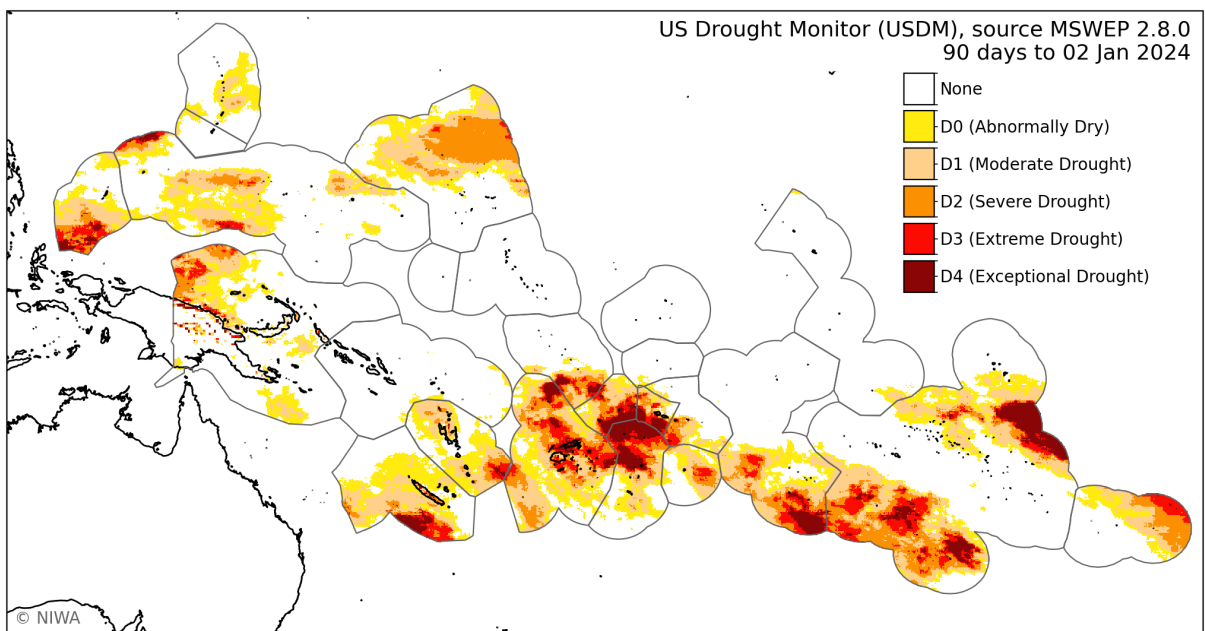 US Drought Monitor (USDM), source MSWEP 2.8.0
90 days to 02 Jan 2024
None
D0 (Abnormally Dry)
D1 (Moderate Drought)
D2 (Severe Drought)
D3 (Extreme Drought)
D4 (Exceptional Drought)
© NIWA